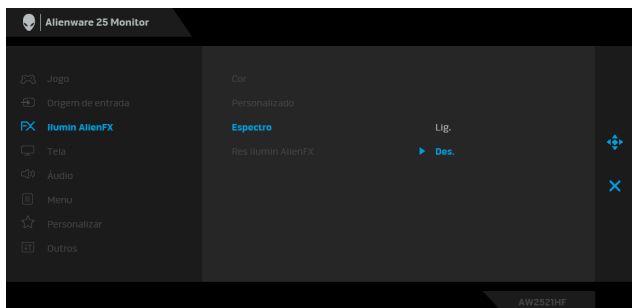 Alienware 25 Monitor
Jogo
Origem de entrada
FX Ilumin AlienFX
Tela
Áudio
Menu
Personalizar
Outros
Cor
Personalizado
Espectro Lig.
Res Ilumin AlienFX Des.
AW2521HF